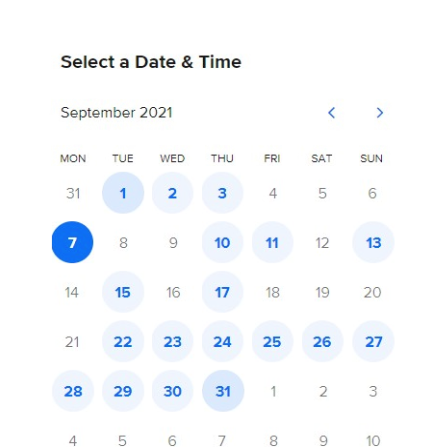 Select a Date & Time
September 2021
MON TUE WED THU FRI SAT SUN
31 1 2 3 4 5 6
7 8 9 10 11 12 13
14 15 16 17 18 19 20
21 22 23 24 25 26 27
28 29 30 31 1 2 3
4 5 6 7 8 9 10